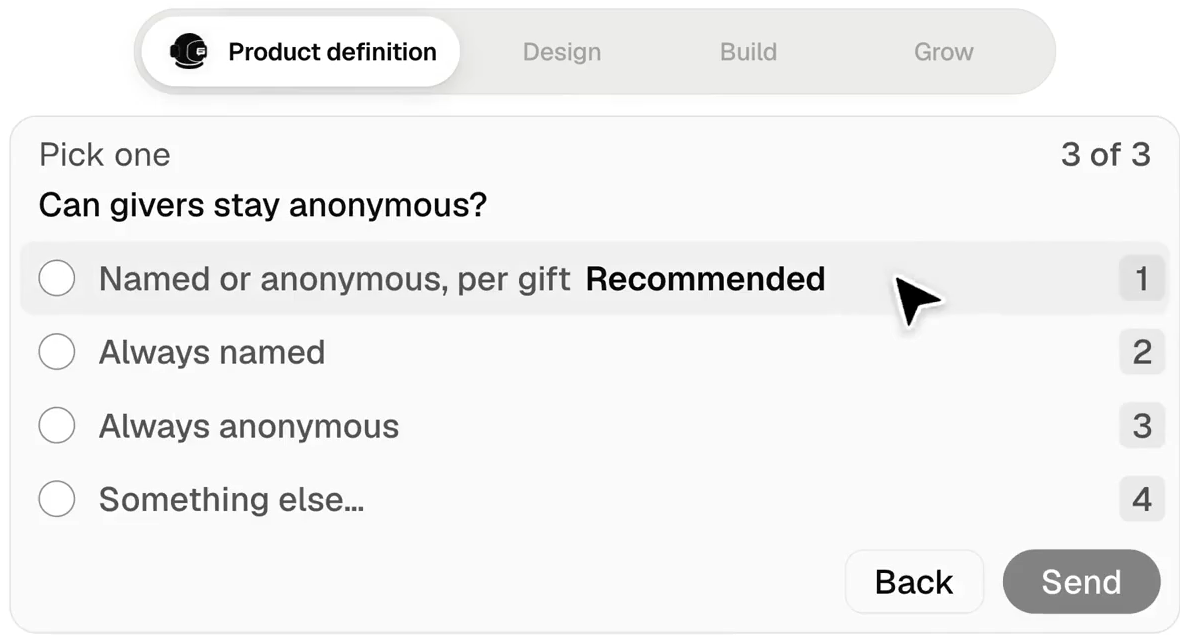 Product definition Design Build Grow
Pick one 3 of 3
Can givers stay anonymous?
Named or anonymous, per gift Recommended 1
Always named 2
Always anonymous 3
Something else... 4
Back Send